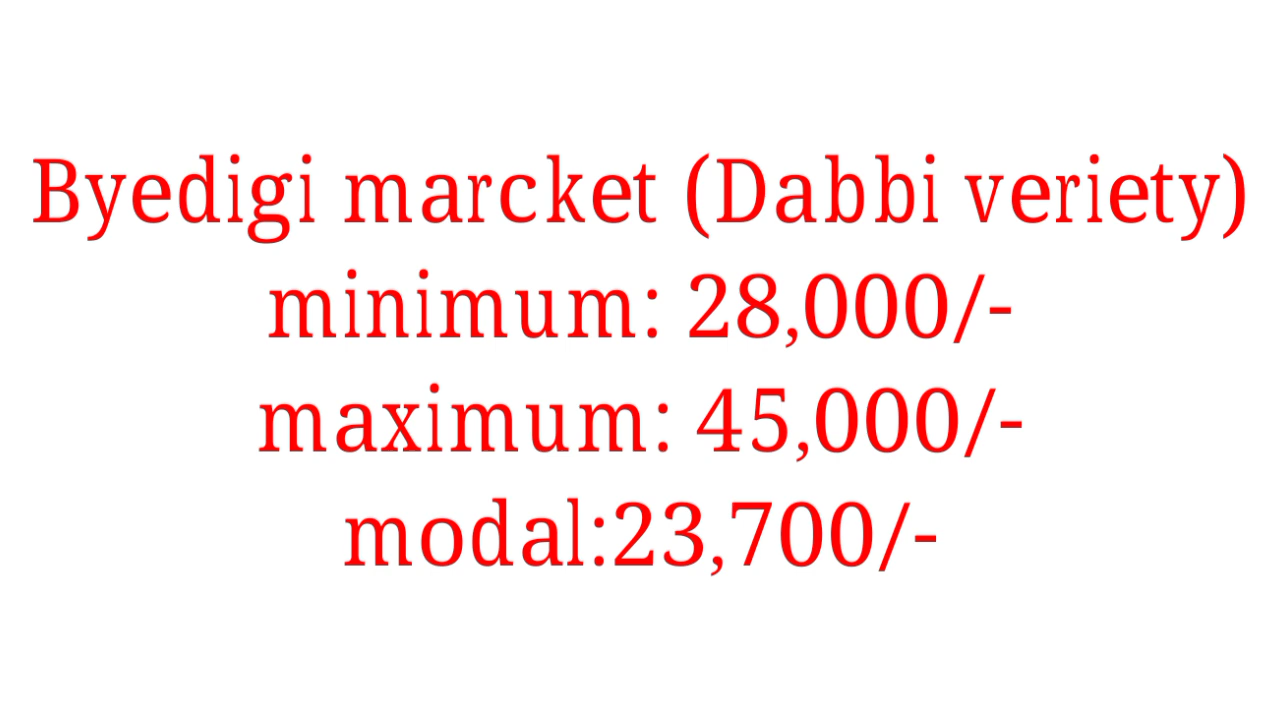 Byedigi marcket (Dabbi veriety)
minimum: 28,000/-
maximum: 45,000/-
modal:23,700/-